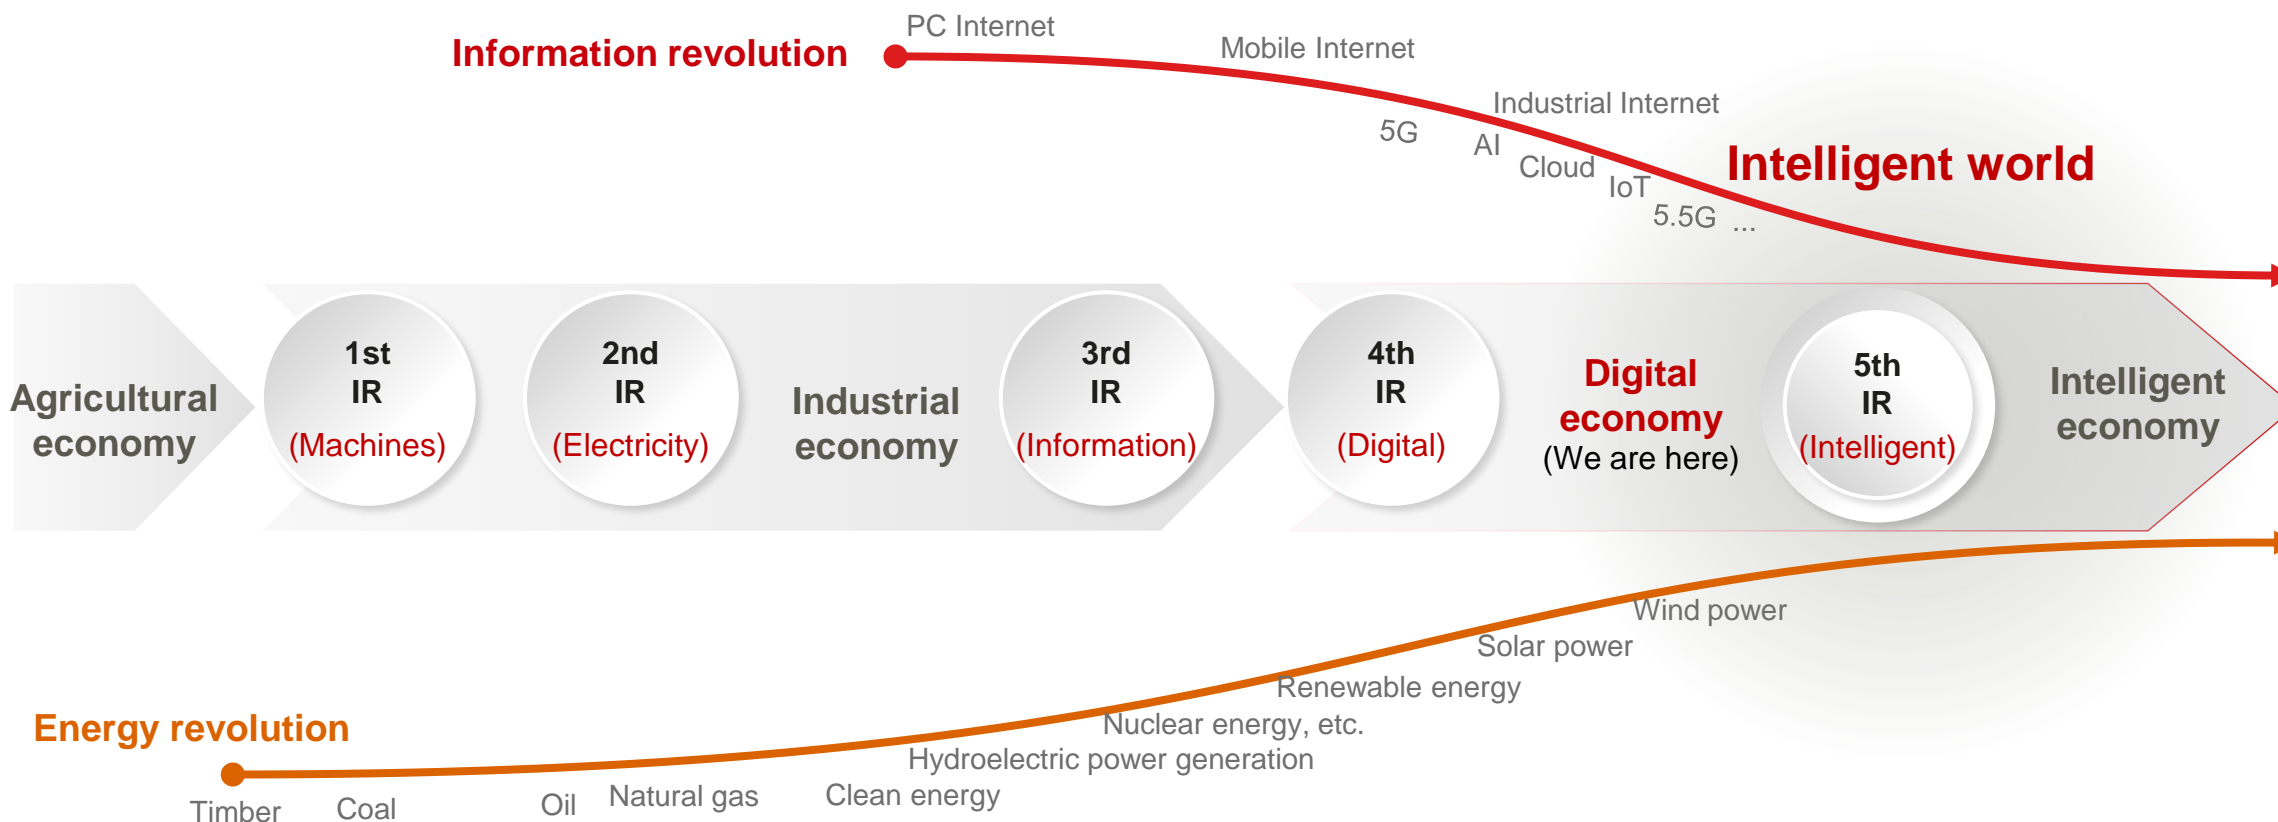 PC Internet
Information revolution
Mobile Internet
Industrial Internet
5G
AI
Cloud
IoT
5.5G ...
Intelligent world
Agricultural
economy
1st
IR
(Machines)
2nd
IR
(Electricity)
Industrial
economy
3rd
IR
(Information)
4th
IR
(Digital)
Digital
economy
(We are here)
5th
IR
(Intelligent)
Intelligent
economy
Wind power
Solar power
Renewable energy
Nuclear energy, etc.
Energy revolution
Hydroelectric power generation
Timber
Coal
Oil
Natural gas
Clean energy